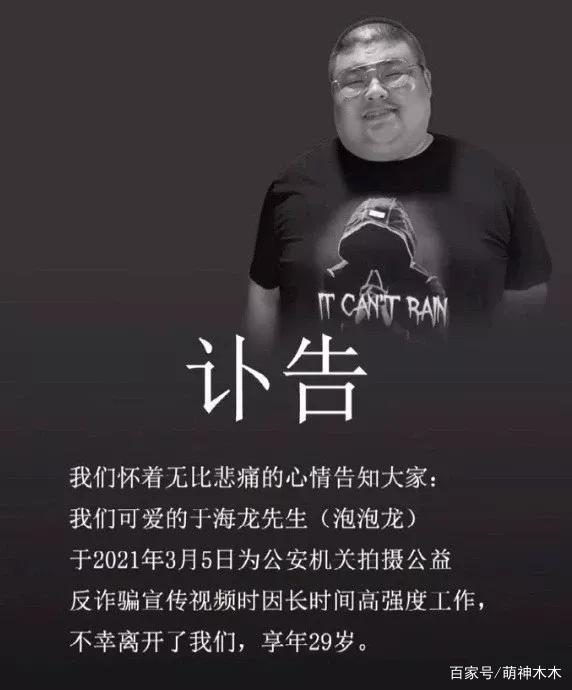 IT CAN'T RAIN
讣告
我们怀着无比悲痛的心情告知大家：
我们可爱的于海龙先生（泡泡龙）
于2021年3月5日为公安机关拍摄公益
反诈骗宣传视频时因长时间高强度工作，
不幸离开了我们，享年29岁。
百家号/萌神木木